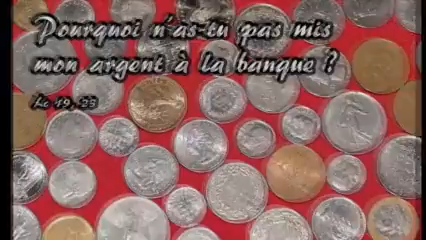 Pourquoi n'as-tu pas mis
mon argent à la banque ?
Lc 19, 23